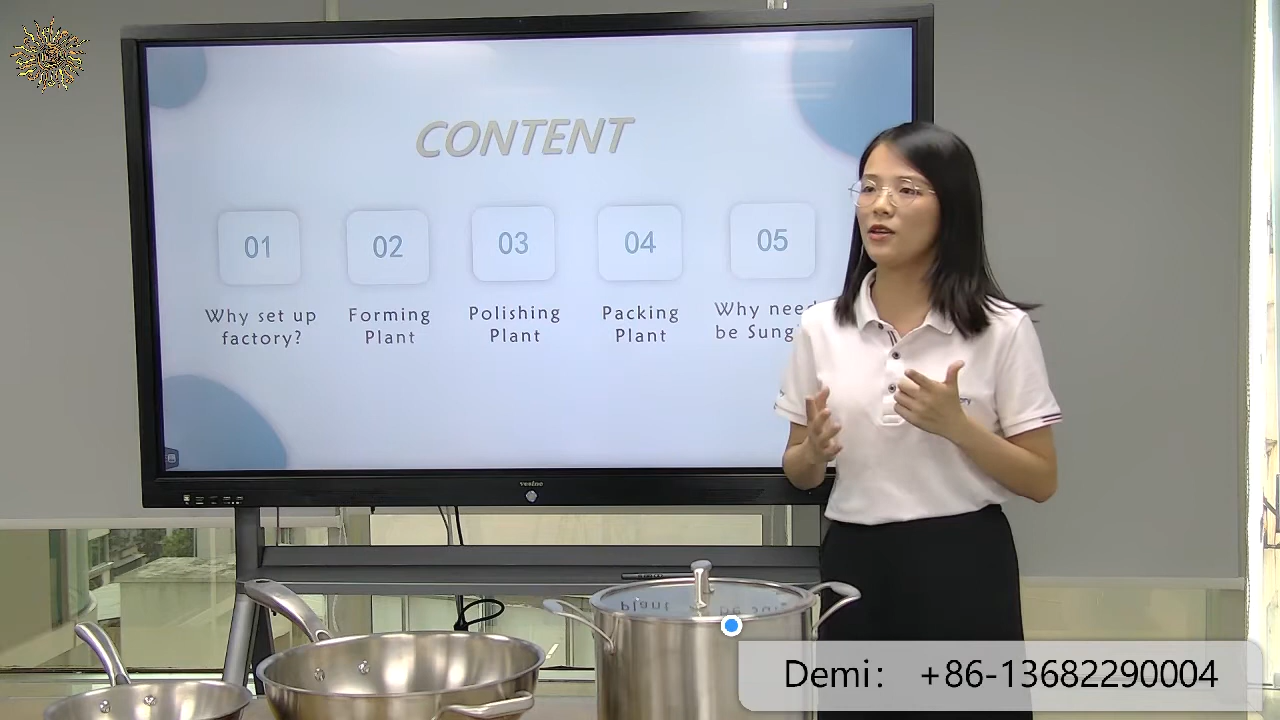 CONTENT
01
02
03
04
05
Why set up
factory?
Forming
Plant
Polishing
Plant
Packing
Plant
Why need
be Sung
Demi: +86-13682290004